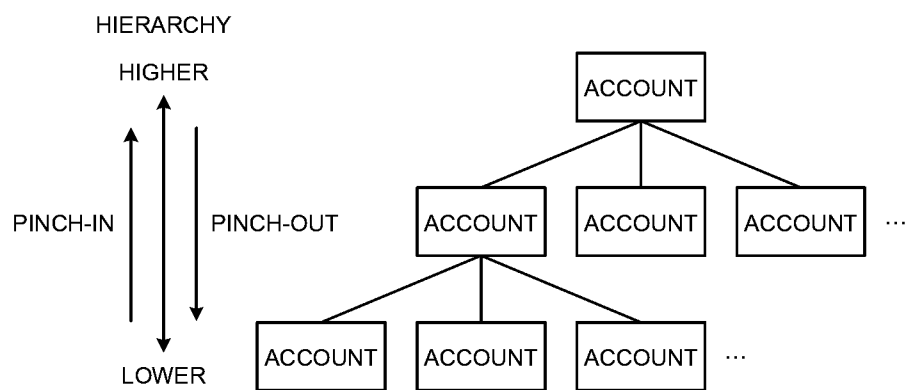 HIERARCHY
HIGHER
ACCOUNT
PINCH-IN PINCH-OUT ACCOUNT ACCOUNT ACCOUNT ...
ACCOUNT ACCOUNT ACCOUNT ...
LOWER